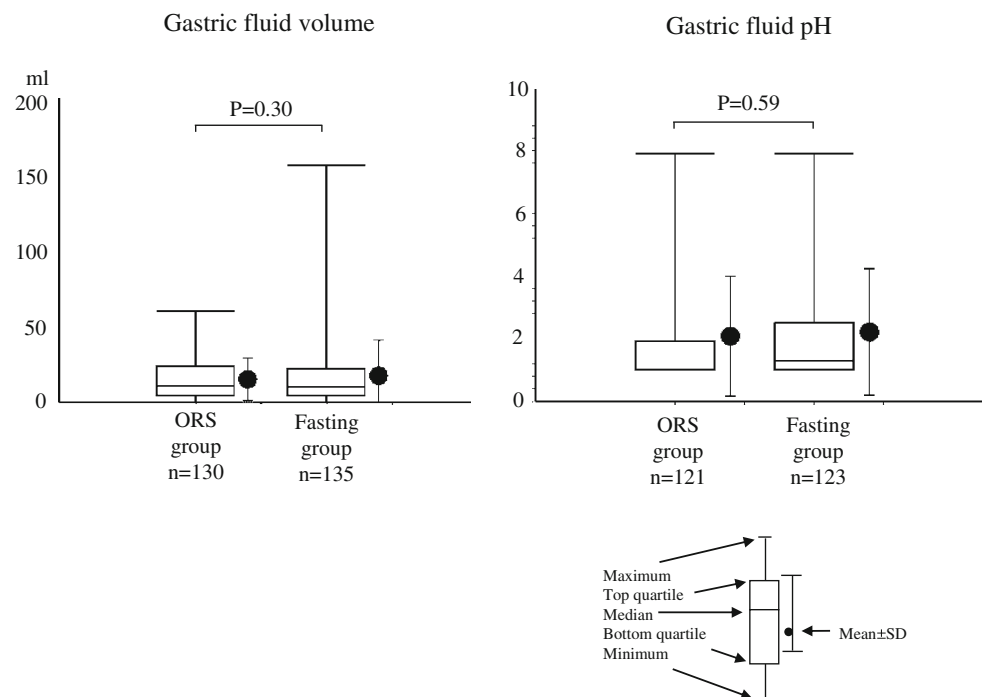 Gastric fluid volume
ml
200
150
100
50
0
P=0.30
ORS
group
n=130
Fasting
group
n=135
Gastric fluid pH
10
8
6
4
2
0
P=0.59
ORS
group
n=121
Fasting
group
n=123
Maximum
Top quartile
Median
Bottom quartile
Minimum
Mean±SD